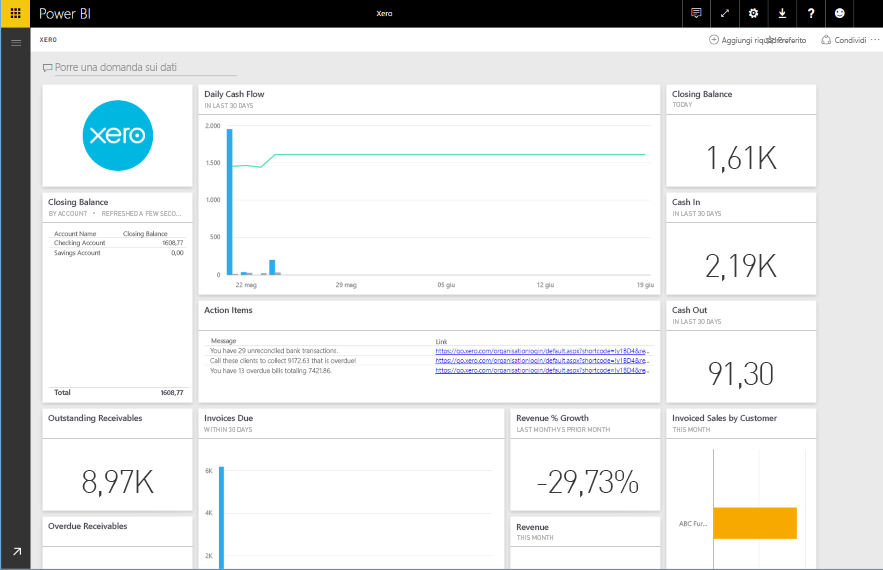 Power BI
Xero
XERO
Aggiungi riquadro
Preferito
Condividi
Porre una domanda sui dati
xero
Daily Cash Flow
IN LAST 30 DAYS
2.000
1.500
1.000
500
0
22 mag
29 mag
05 giu
12 giu
19 giu
Closing Balance
TODAY
1,61K
Closing Balance
BY ACCOUNT • REFRESHED A FEW SECO...
Account Name Closing Balance
Checking Account 1608,77
Savings Account 0,00
Total 1608,77
Cash In
IN LAST 30 DAYS
2,19K
Action Items
Message Link
You have 29 unreconciled bank transactions. https://go.xero.com/organisationlogin/default.aspx?shortcode=!y1BD4&re...
Call these clients to collect 9172.63 that is overdue! https://go.xero.com/organisationlogin/default.aspx?shortcode=!y1BD4&re...
You have 13 overdue bills totaling 7421.86. https://go.xero.com/organisationlogin/default.aspx?shortcode=!y1BD4&re...
Cash Out
IN LAST 30 DAYS
91,30
Outstanding Receivables
8,97K
Invoices Due
WITHIN 30 DAYS
6K
4K
2K
Revenue % Growth
LAST MONTH VS PRIOR MONTH
-29,73%
Invoiced Sales by Customer
THIS MONTH
ABC Fur...
Overdue Receivables
Revenue
THIS MONTH